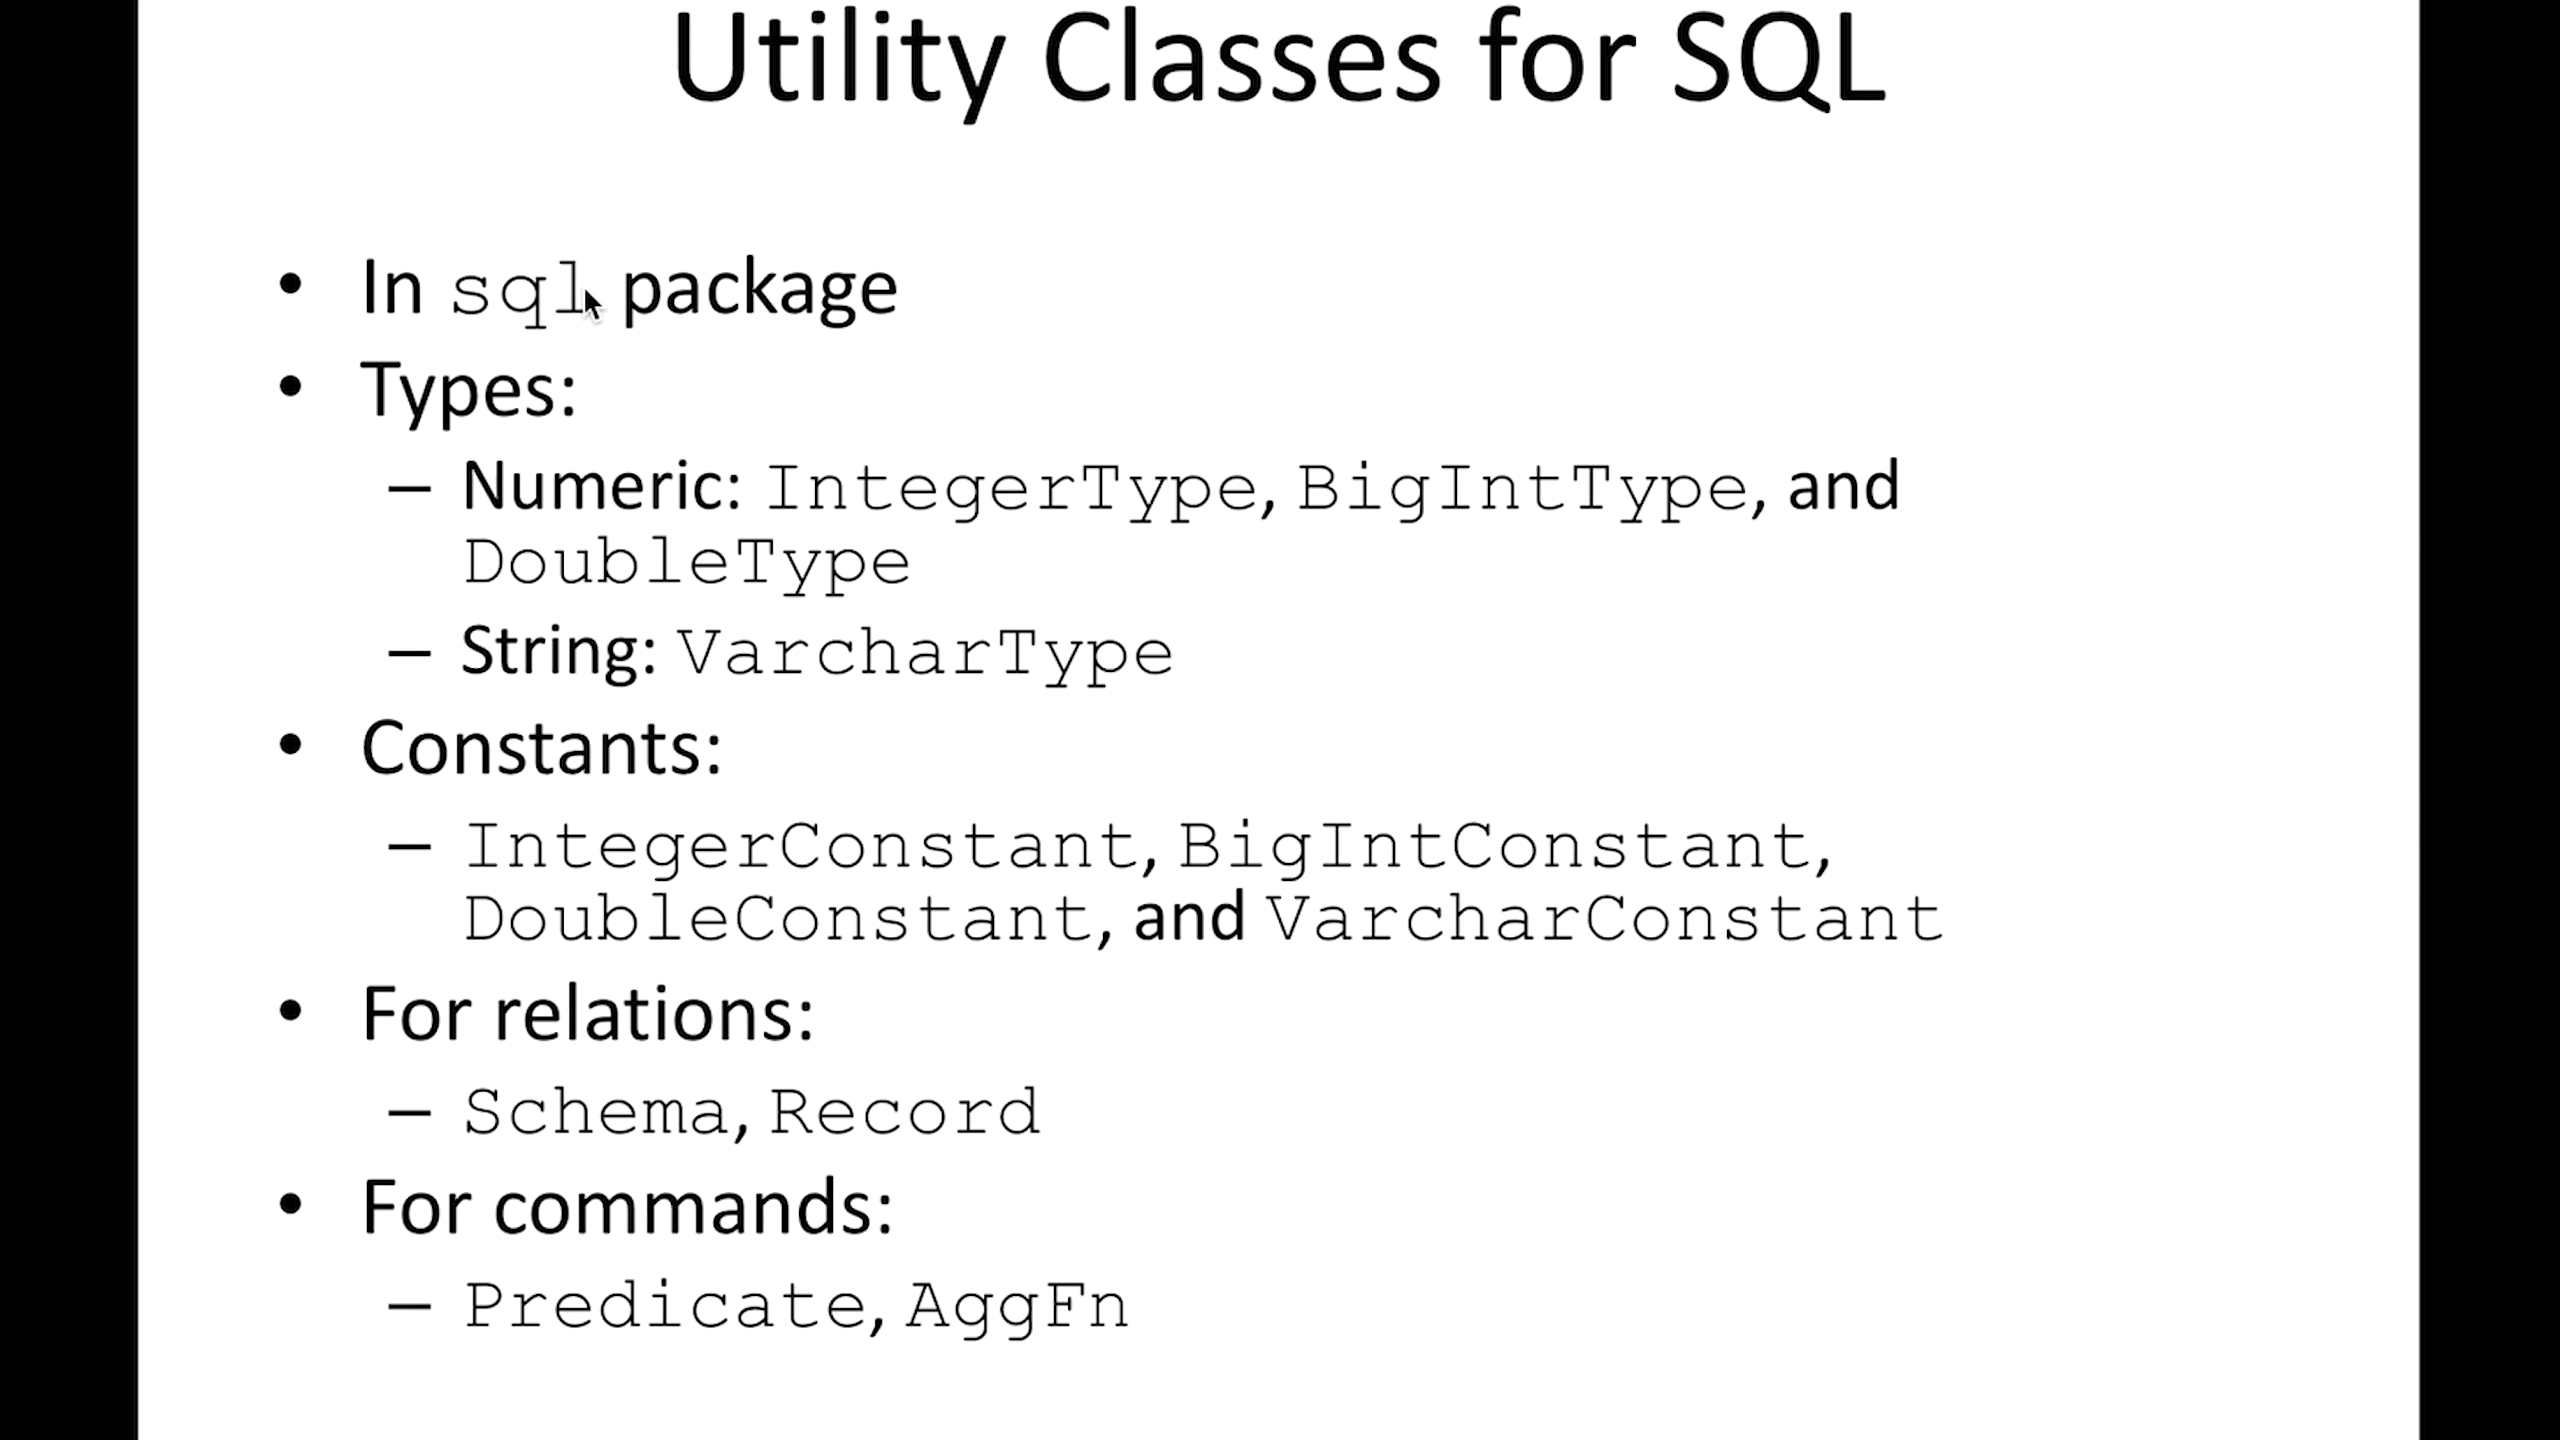 Utility Classes for SQL
• In sql package
• Types:
– Numeric: IntegerType, BigIntType, and
DoubleType
– String: VarcharType
• Constants:
– IntegerConstant, BigIntConstant,
DoubleConstant, and VarcharConstant
• For relations:
– Schema, Record
• For commands:
– Predicate, AggFn